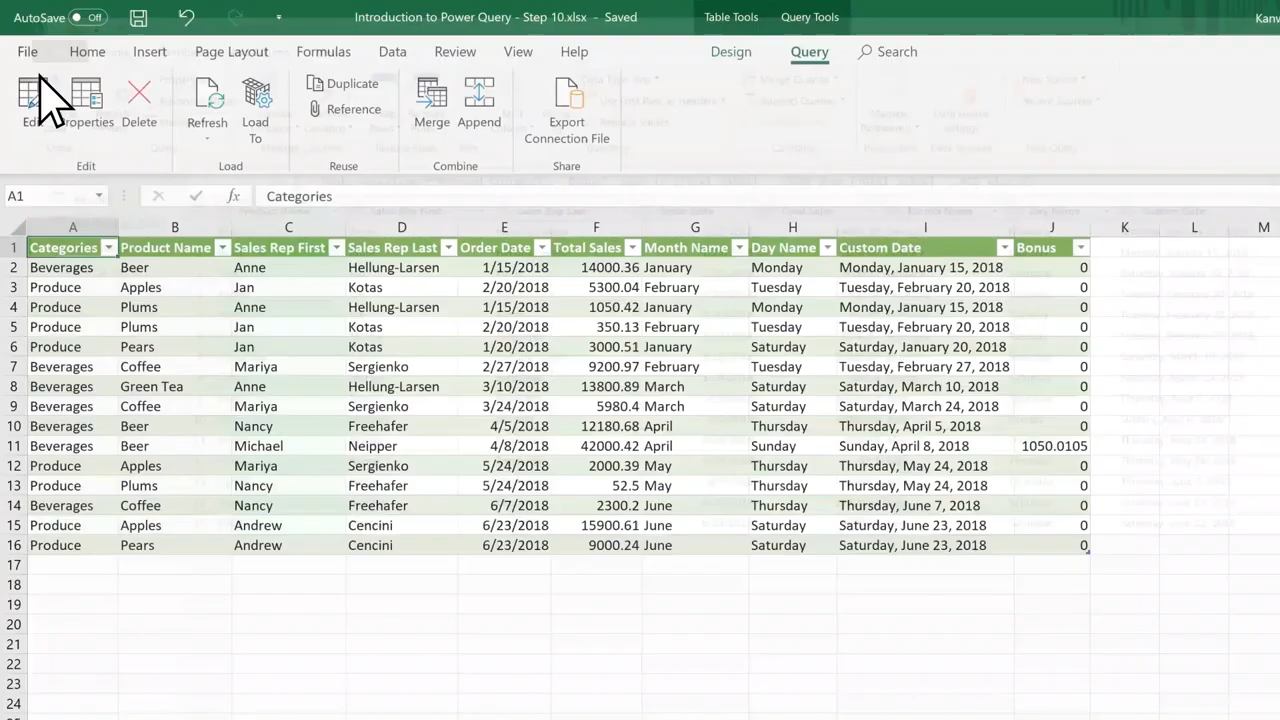 AutoSave Off Introduction to Power Query - Step 10.xlsx - Saved Table Tools Query Tools
File Home Insert Page Layout Formulas Data Review View Help Design Query Search
Duplicate
Reference
Properties Delete Refresh Load To Merge Append Export Connection File
Edit Load Reuse Combine Share
A1 fx Categories
A B C D E F G H I J K L M
1 Categories Product Name Sales Rep First Sales Rep Last Order Date Total Sales Month Name Day Name Custom Date Bonus
2 Beverages Beer Anne Hellung-Larsen 1/15/2018 14000.36 January Monday Monday, January 15, 2018 0
3 Produce Apples Jan Kotas 2/20/2018 5300.04 February Tuesday Tuesday, February 20, 2018 0
4 Produce Plums Anne Hellung-Larsen 1/15/2018 1050.42 January Monday Monday, January 15, 2018 0
5 Produce Plums Jan Kotas 2/20/2018 350.13 February Tuesday Tuesday, February 20, 2018 0
6 Produce Pears Jan Kotas 1/20/2018 3000.51 January Saturday Saturday, January 20, 2018 0
7 Beverages Coffee Mariya Sergienko 2/27/2018 9200.97 February Tuesday Tuesday, February 27, 2018 0
8 Beverages Green Tea Anne Hellung-Larsen 3/10/2018 13800.89 March Saturday Saturday, March 10, 2018 0
9 Beverages Coffee Mariya Sergienko 3/24/2018 5980.4 March Saturday Saturday, March 24, 2018 0
10 Beverages Beer Nancy Freehafer 4/5/2018 12180.68 April Thursday Thursday, April 5, 2018 0
11 Beverages Beer Michael Neipper 4/8/2018 42000.42 April Sunday Sunday, April 8, 2018 1050.0105
12 Produce Apples Mariya Sergienko 5/24/2018 2000.39 May Thursday Thursday, May 24, 2018 0
13 Produce Plums Nancy Freehafer 5/24/2018 52.5 May Thursday Thursday, May 24, 2018 0
14 Beverages Coffee Nancy Freehafer 6/7/2018 2300.2 June Thursday Thursday, June 7, 2018 0
15 Produce Apples Andrew Cencini 6/23/2018 15900.61 June Saturday Saturday, June 23, 2018 0
16 Produce Pears Andrew Cencini 6/23/2018 9000.24 June Saturday Saturday, June 23, 2018 0
17
18
19
20
21
22
23
24